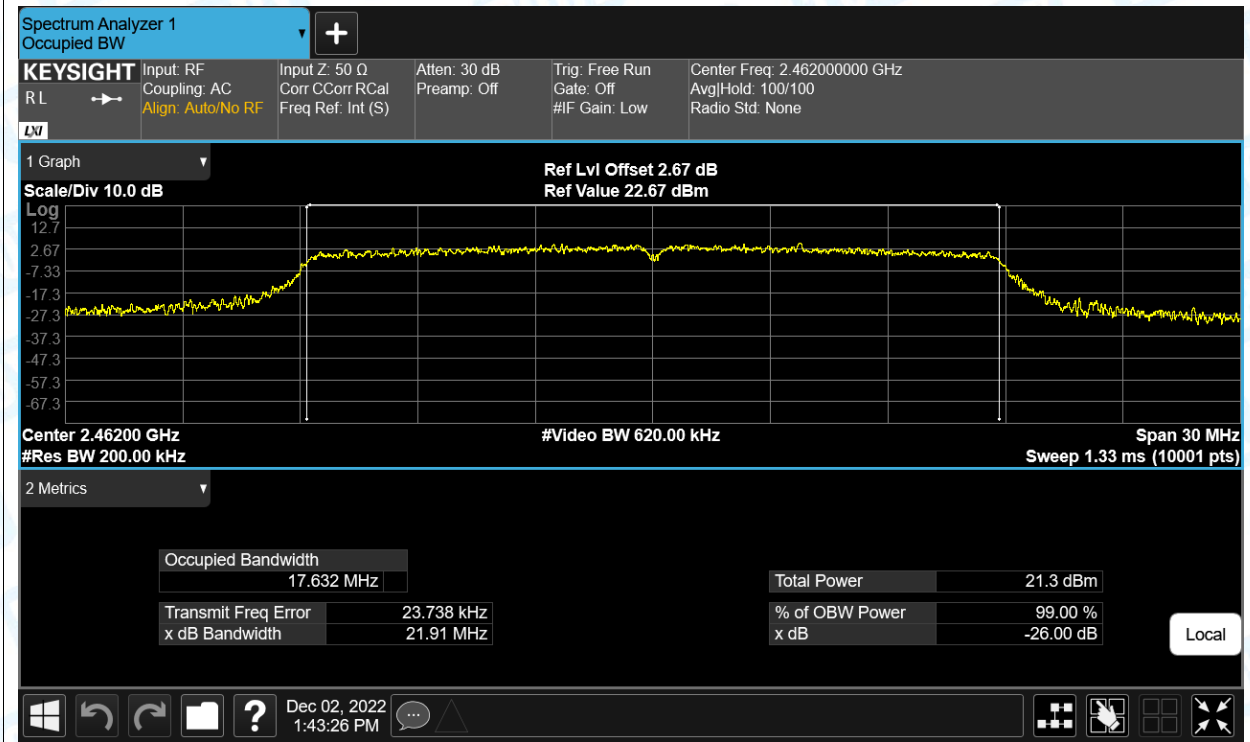 Spectrum Analyzer 1
Occupied BW
KEYSIGHT
R L
LXI
Input: RF
Coupling: AC
Align: Auto/No RF
Input Z: 50 Ω
Corr CCorr RCal
Freq Ref: Int (S)
Atten: 30 dB
Preamp: Off
Trig: Free Run
Gate: Off
#IF Gain: Low
Center Freq: 2.462000000 GHz
Avg|Hold: 100/100
Radio Std: None
1 Graph
Scale/Div 10.0 dB
Ref Lvl Offset 2.67 dB
Ref Value 22.67 dBm
Log
12.7
2.67
-7.33
-17.3
-27.3
-37.3
-47.3
-57.3
-67.3
Center 2.46200 GHz
#Video BW 620.00 kHz
Span 30 MHz
#Res BW 200.00 kHz
Sweep 1.33 ms (10001 pts)
2 Metrics
Occupied Bandwidth
17.632 MHz
Total Power 21.3 dBm
Transmit Freq Error 23.738 kHz
% of OBW Power 99.00 %
x dB Bandwidth 21.91 MHz
x dB -26.00 dB
Local
?
Dec 02, 2022
1:43:26 PM